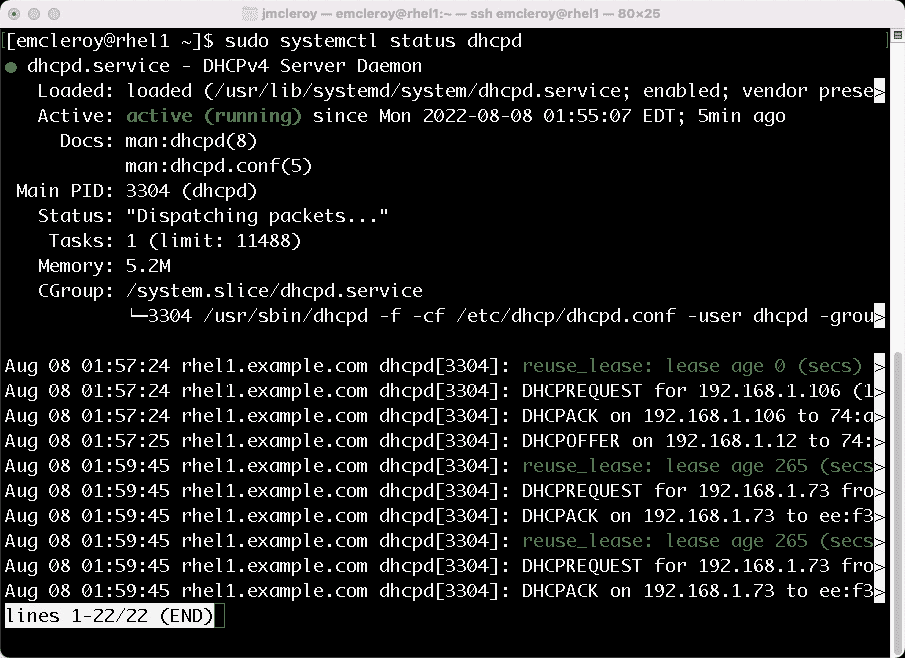 jmcleroy — emcleroy@rhel1:~ — ssh emcleroy@rhel1 — 80×25
[emcleroy@rhel1 ~]$ sudo systemctl status dhcpd
● dhcpd.service - DHCPv4 Server Daemon
   Loaded: loaded (/usr/lib/systemd/system/dhcpd.service; enabled; vendor prese>
   Active: active (running) since Mon 2022-08-08 01:55:07 EDT; 5min ago
     Docs: man:dhcpd(8)
           man:dhcpd.conf(5)
 Main PID: 3304 (dhcpd)
   Status: "Dispatching packets..."
    Tasks: 1 (limit: 11488)
   Memory: 5.2M
   CGroup: /system.slice/dhcpd.service
           └─3304 /usr/sbin/dhcpd -f -cf /etc/dhcp/dhcpd.conf -user dhcpd -grou>
Aug 08 01:57:24 rhel1.example.com dhcpd[3304]: reuse_lease: lease age 0 (secs) >
Aug 08 01:57:24 rhel1.example.com dhcpd[3304]: DHCPREQUEST for 192.168.1.106 (1>
Aug 08 01:57:24 rhel1.example.com dhcpd[3304]: DHCPACK on 192.168.1.106 to 74:a>
Aug 08 01:57:25 rhel1.example.com dhcpd[3304]: DHCPOFFER on 192.168.1.12 to 74:>
Aug 08 01:59:45 rhel1.example.com dhcpd[3304]: reuse_lease: lease age 265 (secs>
Aug 08 01:59:45 rhel1.example.com dhcpd[3304]: DHCPREQUEST for 192.168.1.73 fro>
Aug 08 01:59:45 rhel1.example.com dhcpd[3304]: DHCPACK on 192.168.1.73 to ee:f3>
Aug 08 01:59:45 rhel1.example.com dhcpd[3304]: reuse_lease: lease age 265 (secs>
Aug 08 01:59:45 rhel1.example.com dhcpd[3304]: DHCPREQUEST for 192.168.1.73 fro>
Aug 08 01:59:45 rhel1.example.com dhcpd[3304]: DHCPACK on 192.168.1.73 to ee:f3>
lines 1-22/22 (END)